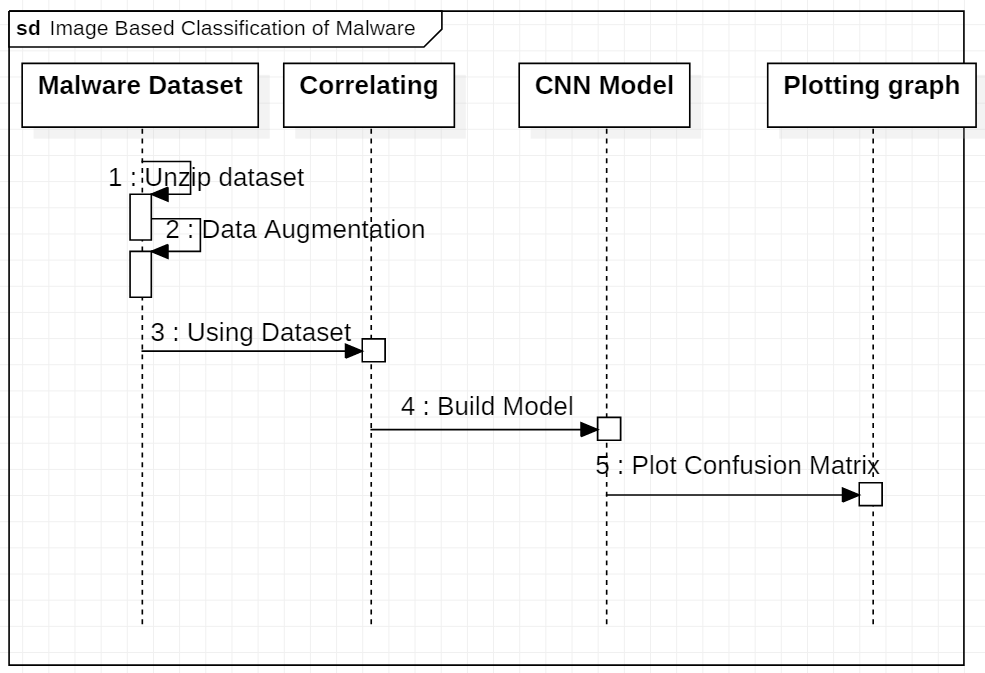 sd Image Based Classification of Malware
Malware Dataset
Correlating
CNN Model
Plotting graph
1 : Unzip dataset
2 : Data Augmentation
3 : Using Dataset
4 : Build Model
5 : Plot Confusion Matrix